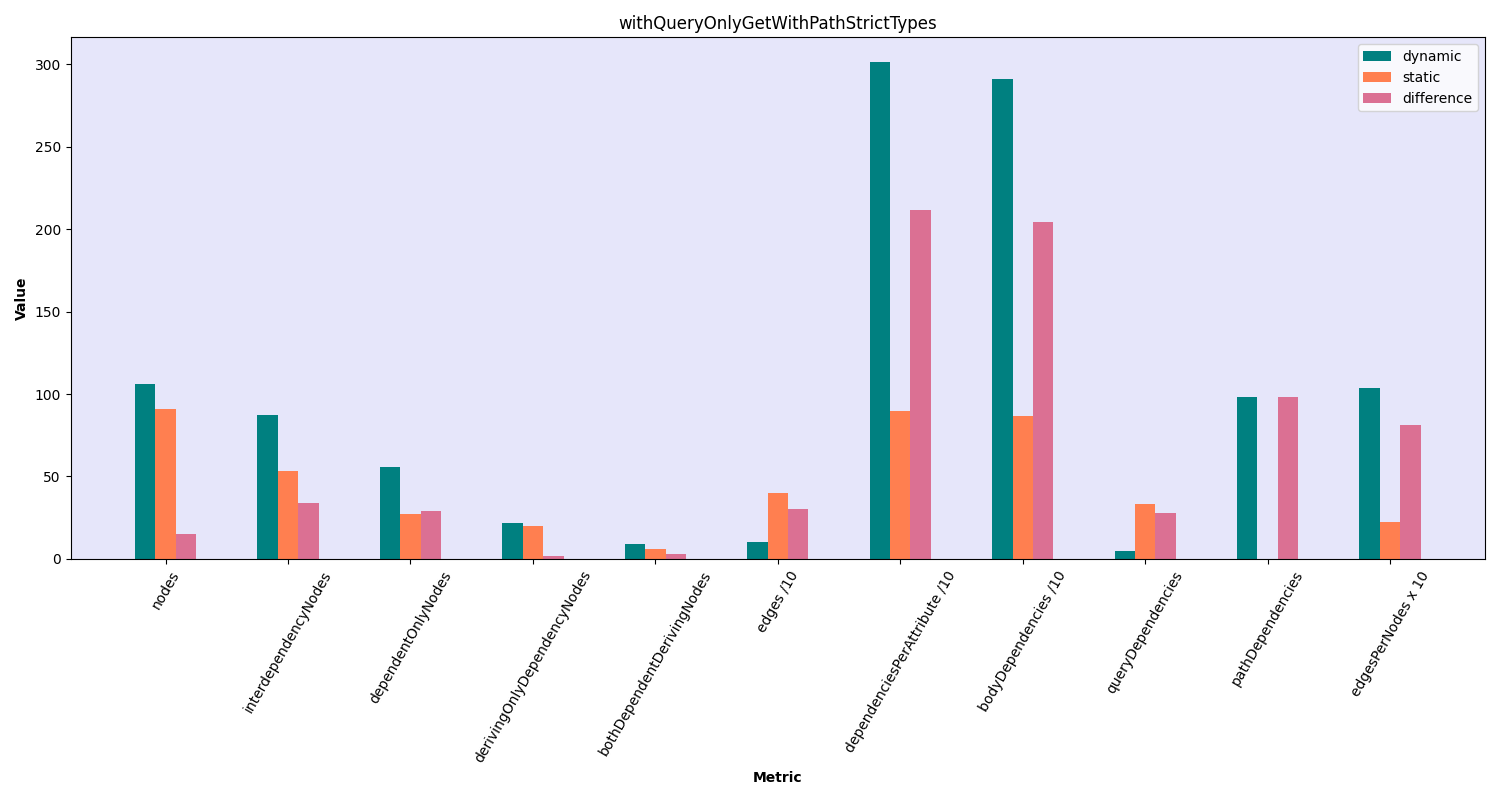 withQueryOnlyGetWithPathStrictTypes
dynamic
static
difference
Value
300
250
200
150
100
50
0
nodes
interdependencyNodes
dependentOnlyNodes
derivingOnlyDependencyNodes
bothDependentDerivingNodes
edges /10
dependenciesPerAttribute /10
bodyDependencies /10
queryDependencies
pathDependencies
edgesPerNodes x 10
Metric